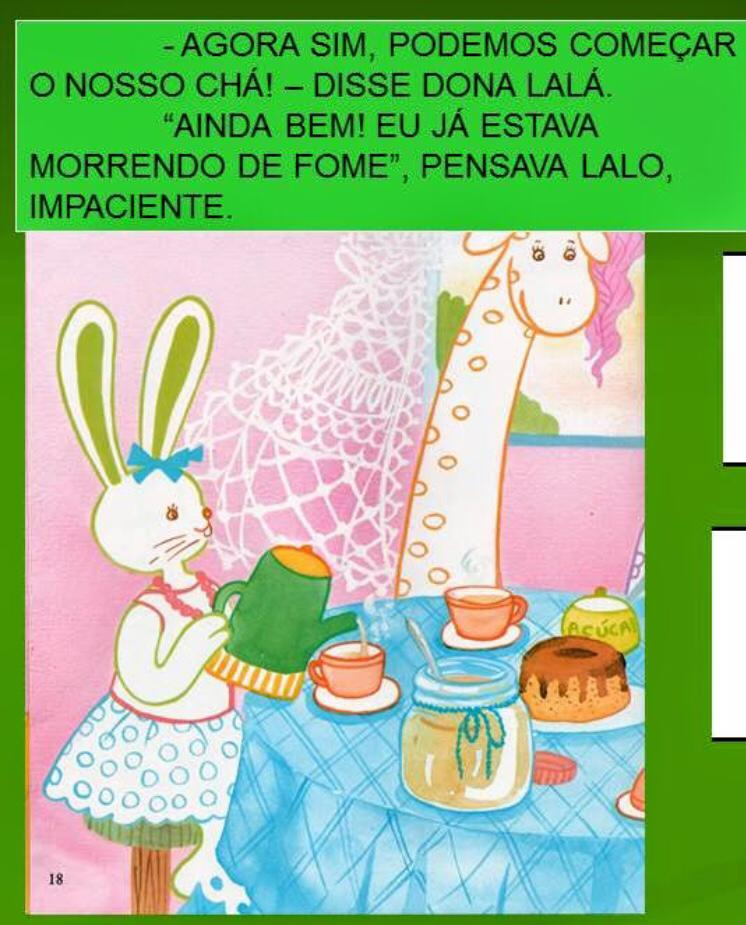 - AGORA SIM, PODEMOS COMEÇAR
O NOSSO CHÁ! – DISSE DONA LALÁ.
“AINDA BEM! EU JÁ ESTAVA
MORRENDO DE FOME”, PENSAVA LALO,
IMPACIENTE.
AÇÚCAR
18